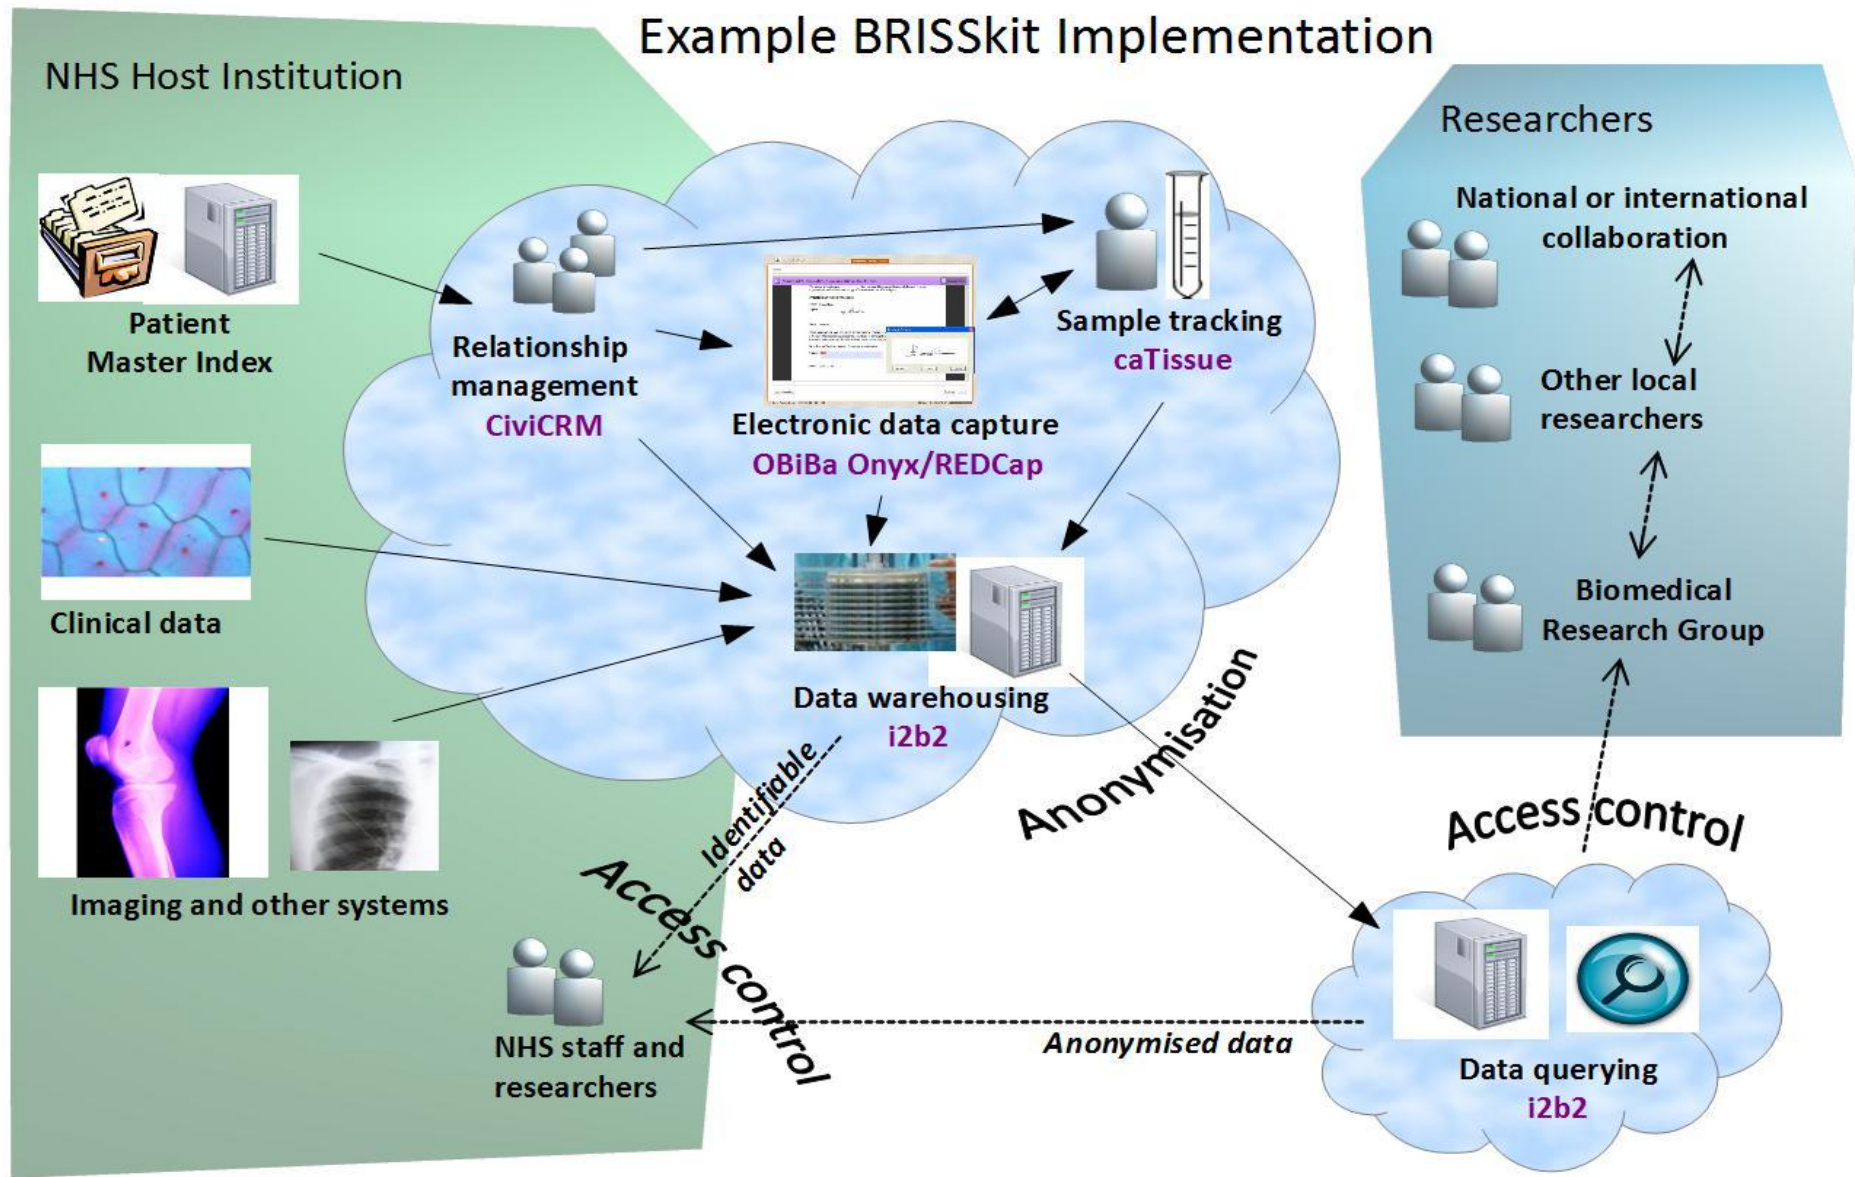 Example BRISSkit Implementation
NHS Host Institution
Patient
Master Index
Clinical data
Imaging and other systems
NHS staff and
researchers
Relationship
management
CiviCRM
Electronic data capture
OBiBa Onyx/REDCap
Sample tracking
caTissue
Data warehousing
i2b2
Identifiable
data
Access control
Anonymisation
Anonymised data
Data querying
i2b2
Access control
Researchers
National or international
collaboration
Other local
researchers
Biomedical
Research Group